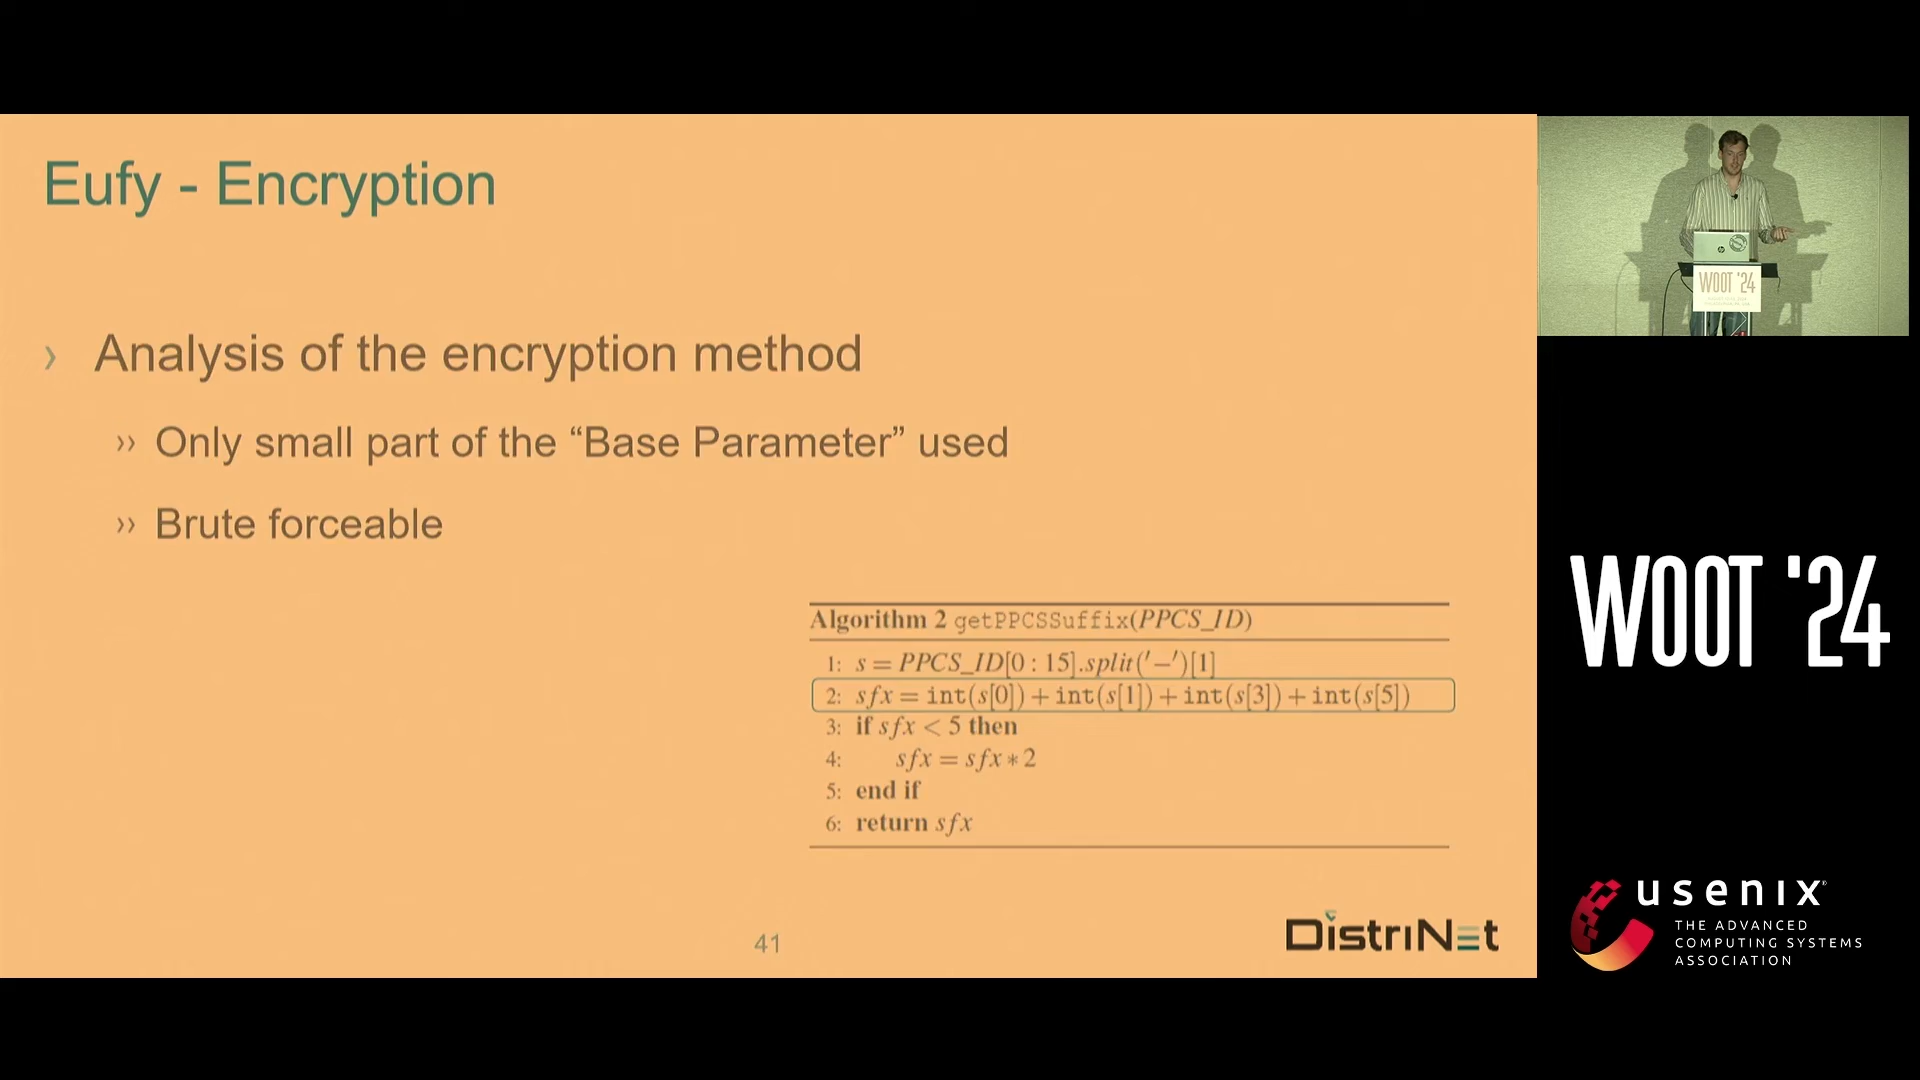 Eufy - Encryption
› Analysis of the encryption method
›› Only small part of the “Base Parameter” used
›› Brute forceable
Algorithm 2 getPPCSSuffix(PPCS_ID)
1: s = PPCS_ID[0 : 15].split('−')[1]
2: sfx = int(s[0]) + int(s[1]) + int(s[3]) + int(s[5])
3: if sfx < 5 then
4: sfx = sfx ∗ 2
5: end if
6: return sfx
41
DistriNet
WOOT '24
WOOT '24
usenix
THE ADVANCED
COMPUTING SYSTEMS
ASSOCIATION